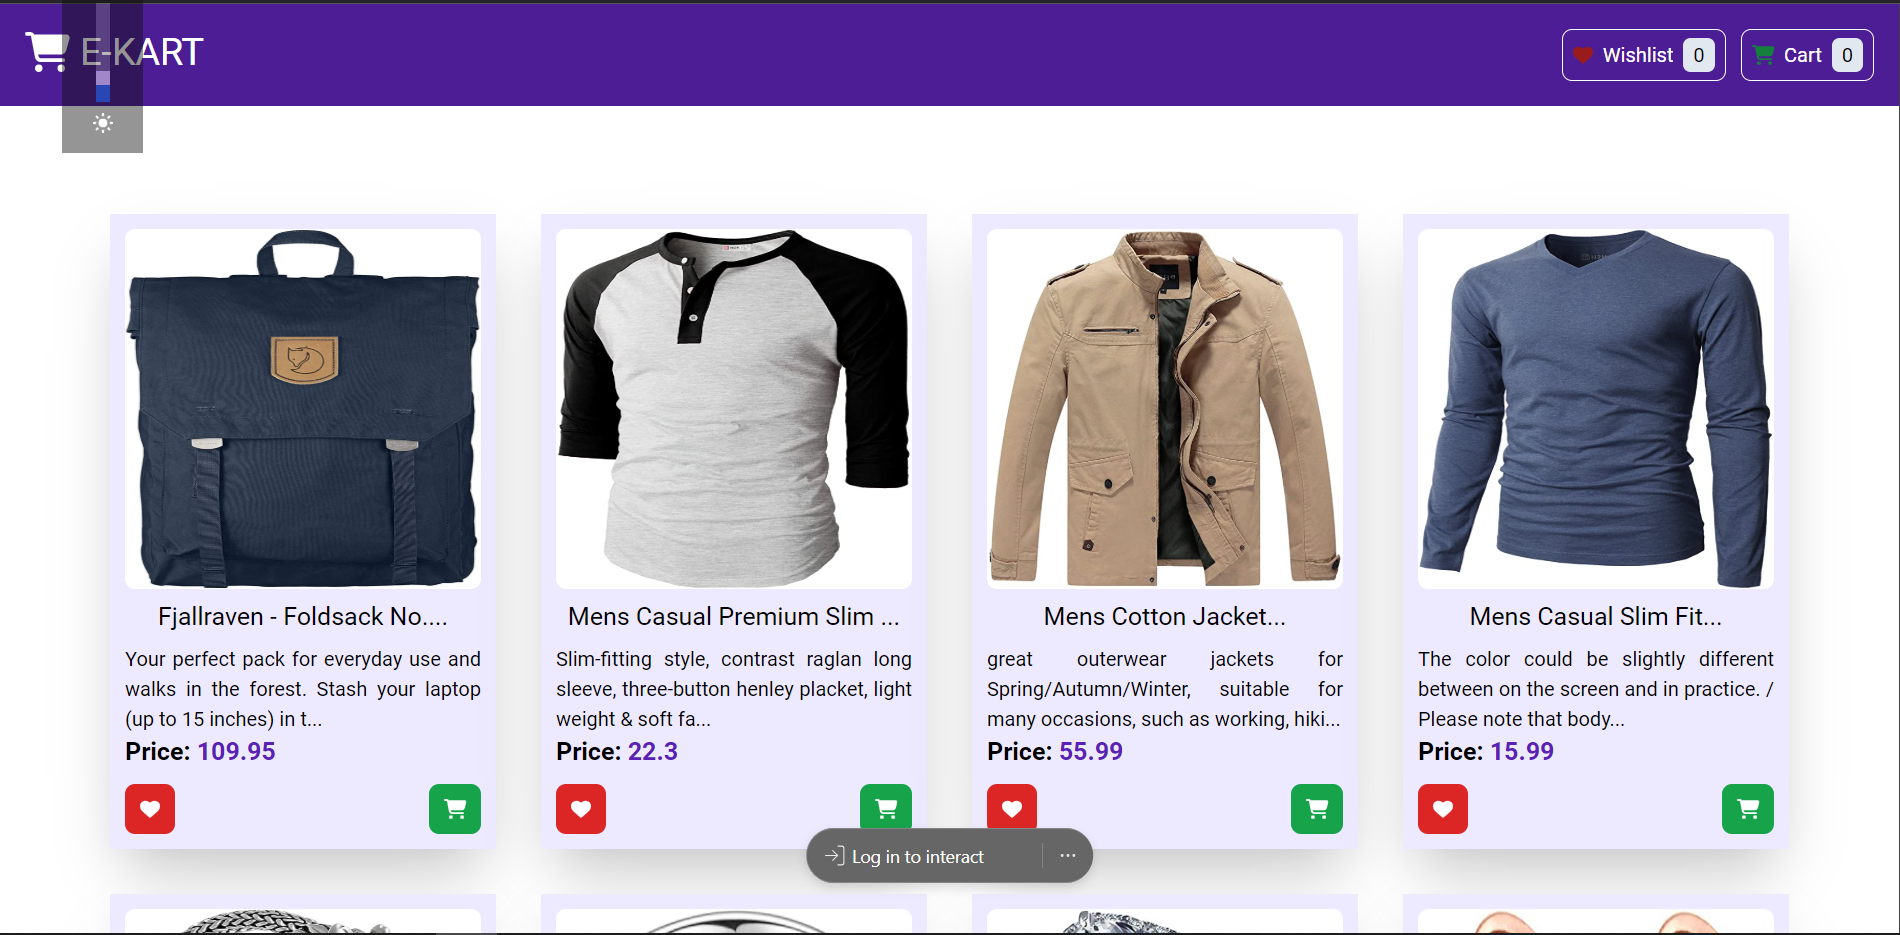 E-KART
Wishlist 0
Cart 0
Fjallraven - Foldsack No....
Your perfect pack for everyday use and
walks in the forest. Stash your laptop
(up to 15 inches) in t...
Price: 109.95
Mens Casual Premium Slim ...
Slim-fitting style, contrast raglan long
sleeve, three-button henley placket, light
weight & soft fa...
Price: 22.3
Mens Cotton Jacket...
great outerwear jackets for
Spring/Autumn/Winter, suitable for
many occasions, such as working, hiki...
Price: 55.99
Mens Casual Slim Fit...
The color could be slightly different
between on the screen and in practice. /
Please note that body...
Price: 15.99
Log in to interact